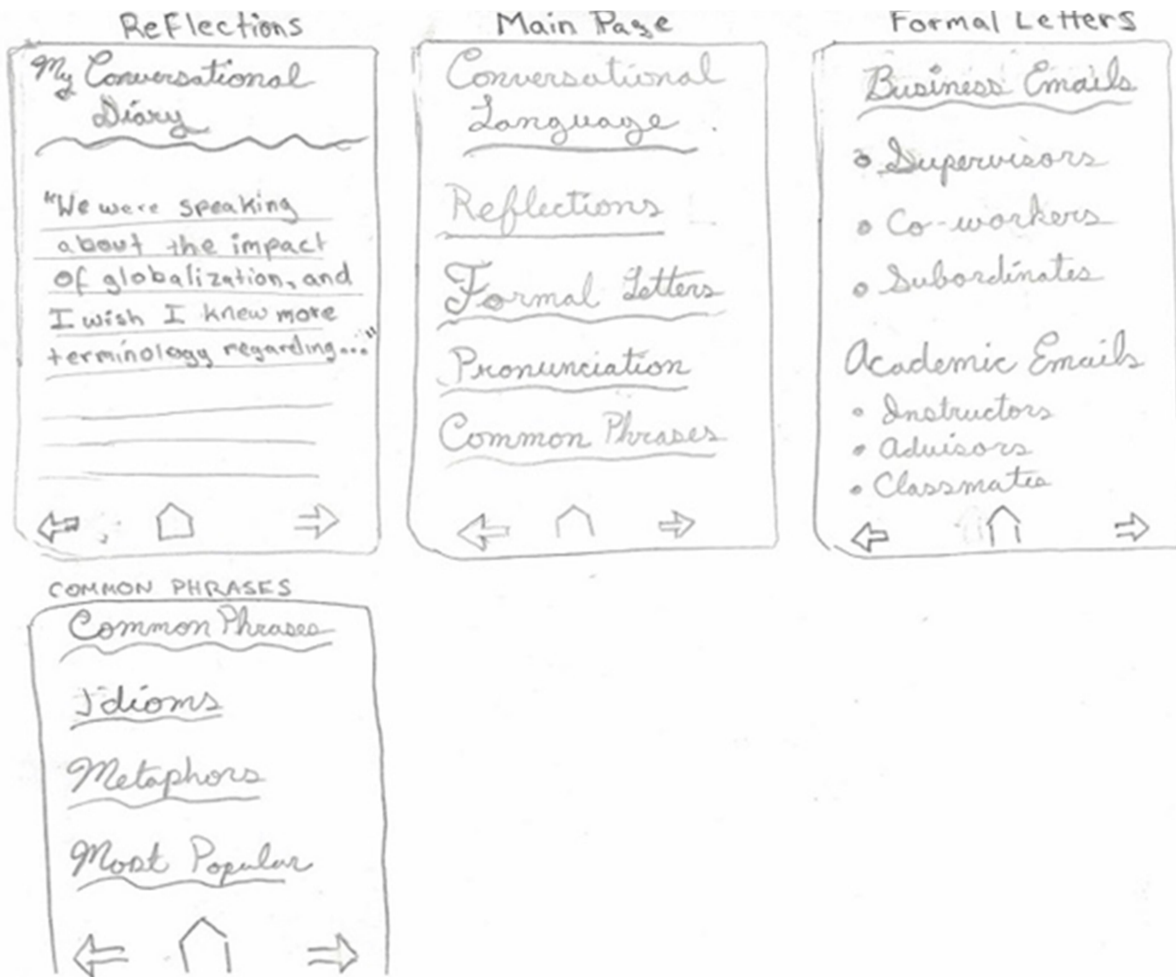 Reflections
My Conversational
Diary
"We were speaking
about the impact
of globalization, and
I wish I knew more
terminology regarding..."
Main Page
Conversational
Language
Reflections
Formal Letters
Pronunciation
Common Phrases
Formal Letters
Business Emails
Supervisors
Co-workers
Subordinates
Academic Emails
Instructors
Advisors
Classmates
COMMON PHRASES
Common Phrases
Idioms
Metaphors
Most Popular